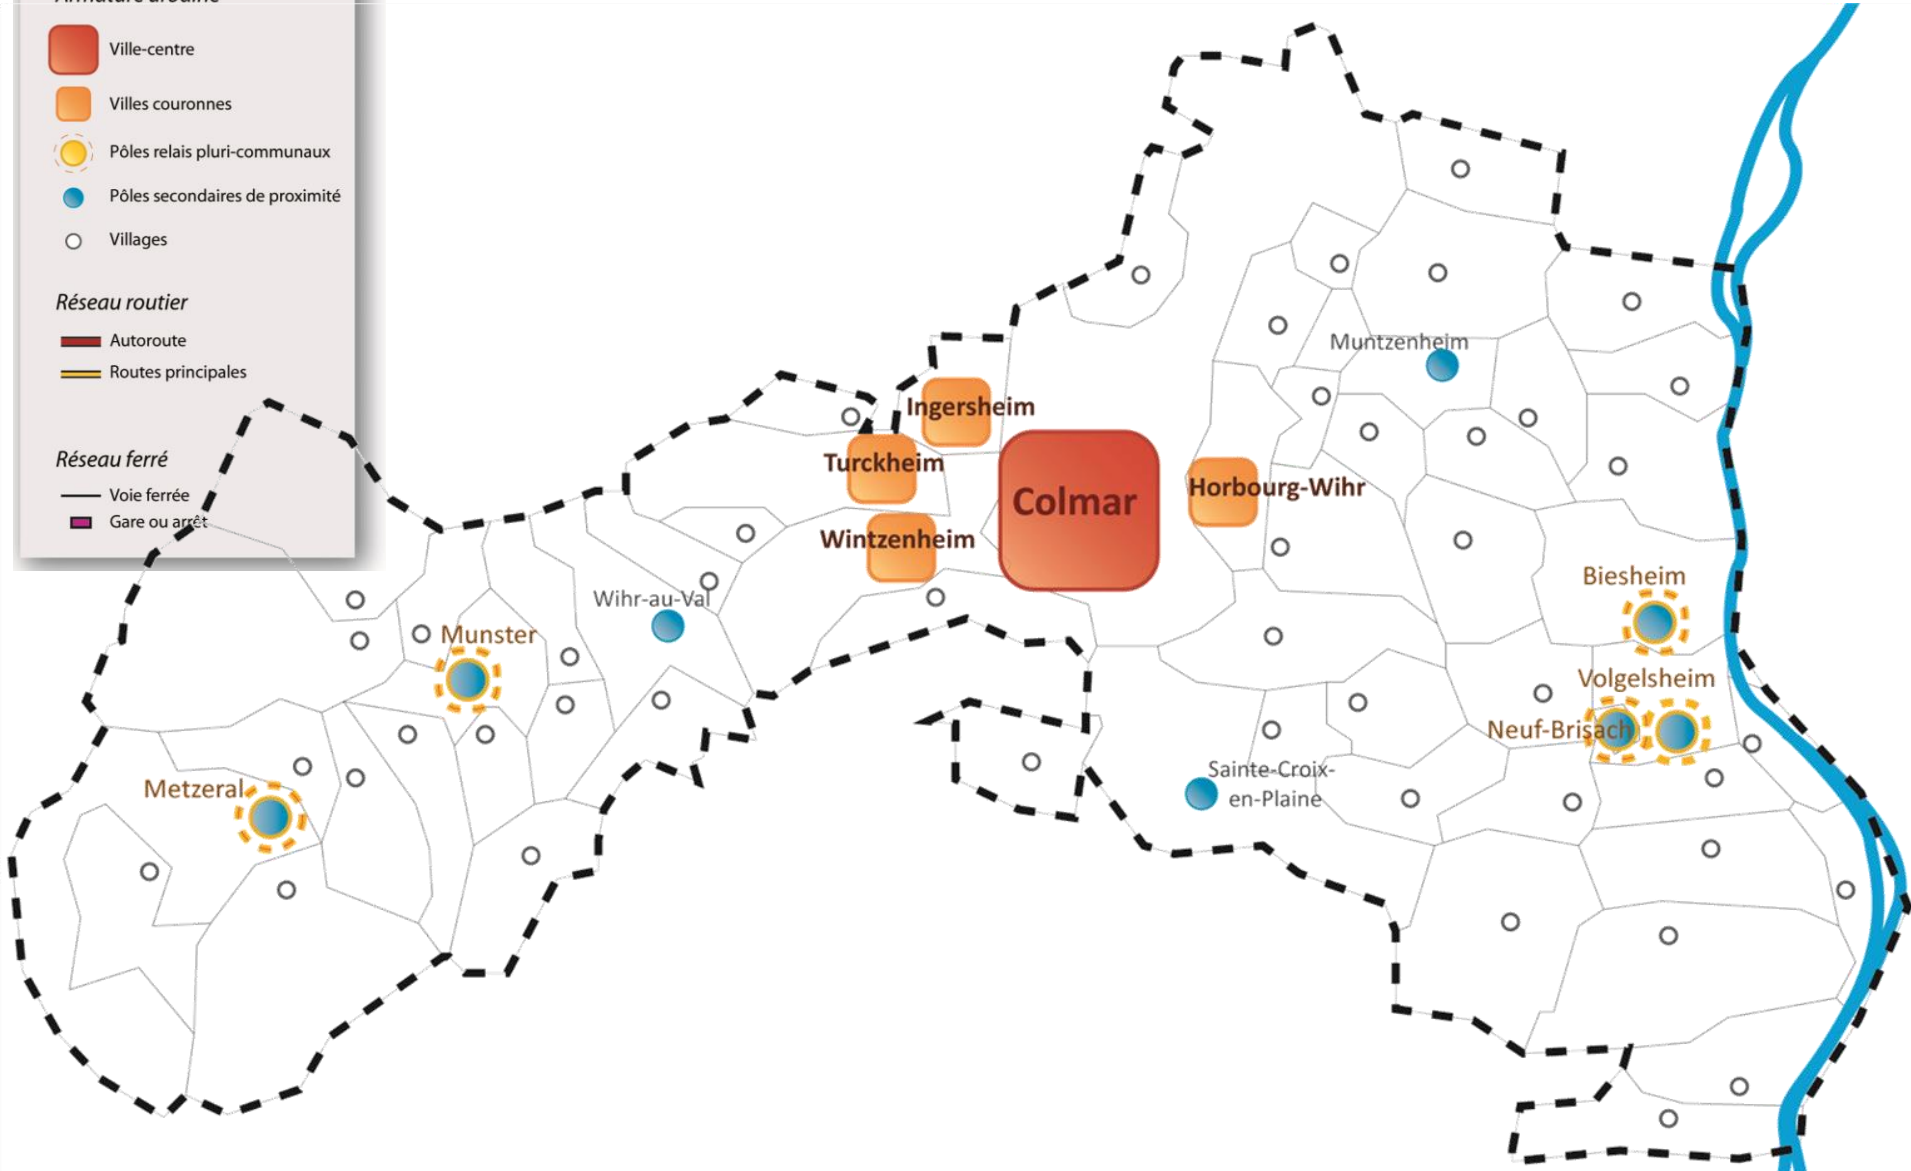 Armature urbaine
Ville-centre
Villes couronnes
Pôles relais pluri-communaux
Pôles secondaires de proximité
Villages
Réseau routier
Autoroute
Routes principales
Réseau ferré
Voie ferrée
Gare ou arrêt
Muntzenheim
Ingersheim
Turckheim
Colmar
Horbourg-Wihr
Wintzenheim
Biesheim
Wihr-au-Val
Munster
Volgelsheim
Neuf-Brisach
Metzeral
Sainte-Croix-
en-Plaine